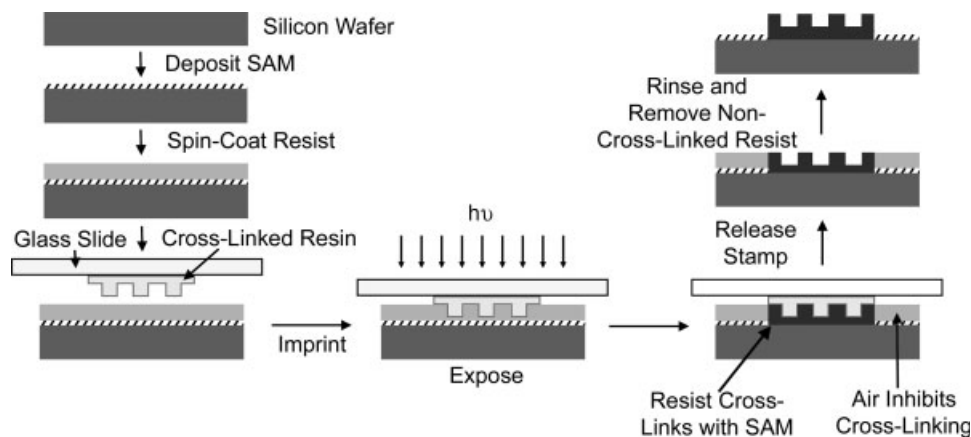 Silicon Wafer
Deposit SAM
Spin-Coat Resist
Glass Slide
Cross-Linked Resin
Imprint
hυ
Expose
Resist Cross-
Links with SAM
Air Inhibits
Cross-Linking
Release
Stamp
Rinse and
Remove Non-
Cross-Linked Resist